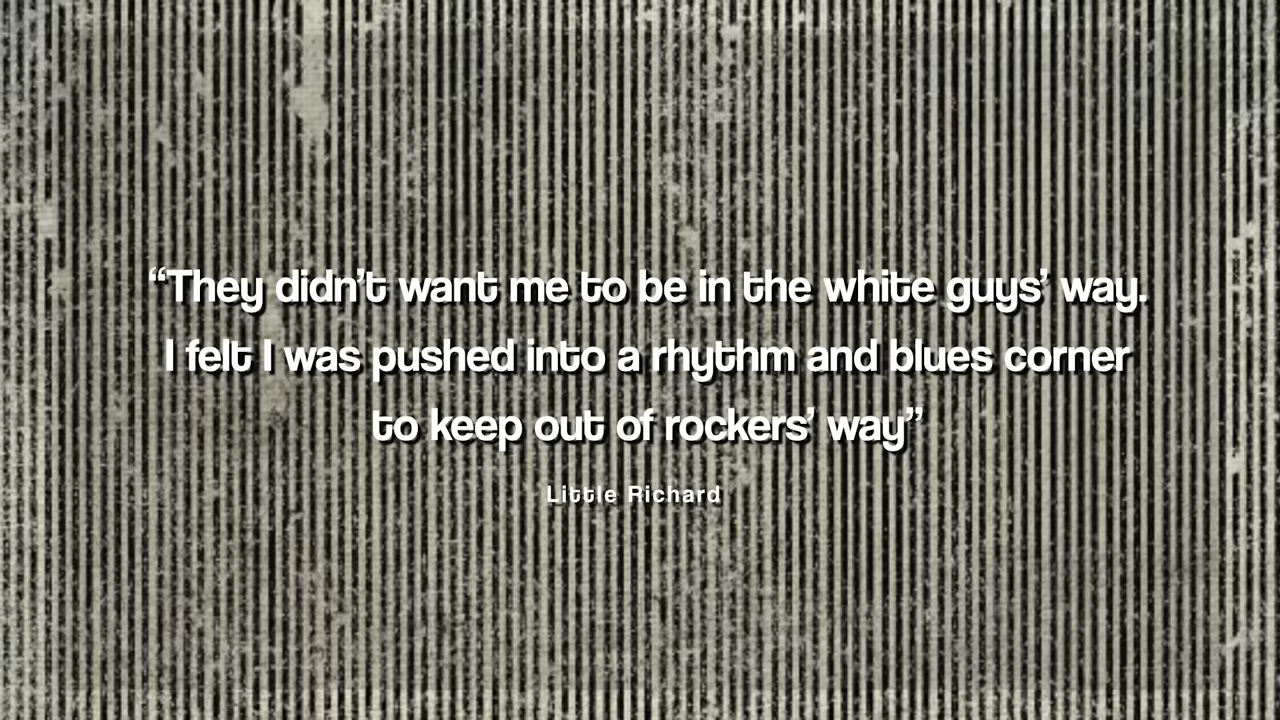 “They didn’t want me to be in the white guys’ way.
I felt I was pushed into a rhythm and blues corner
to keep out of rockers’ way”
Little Richard